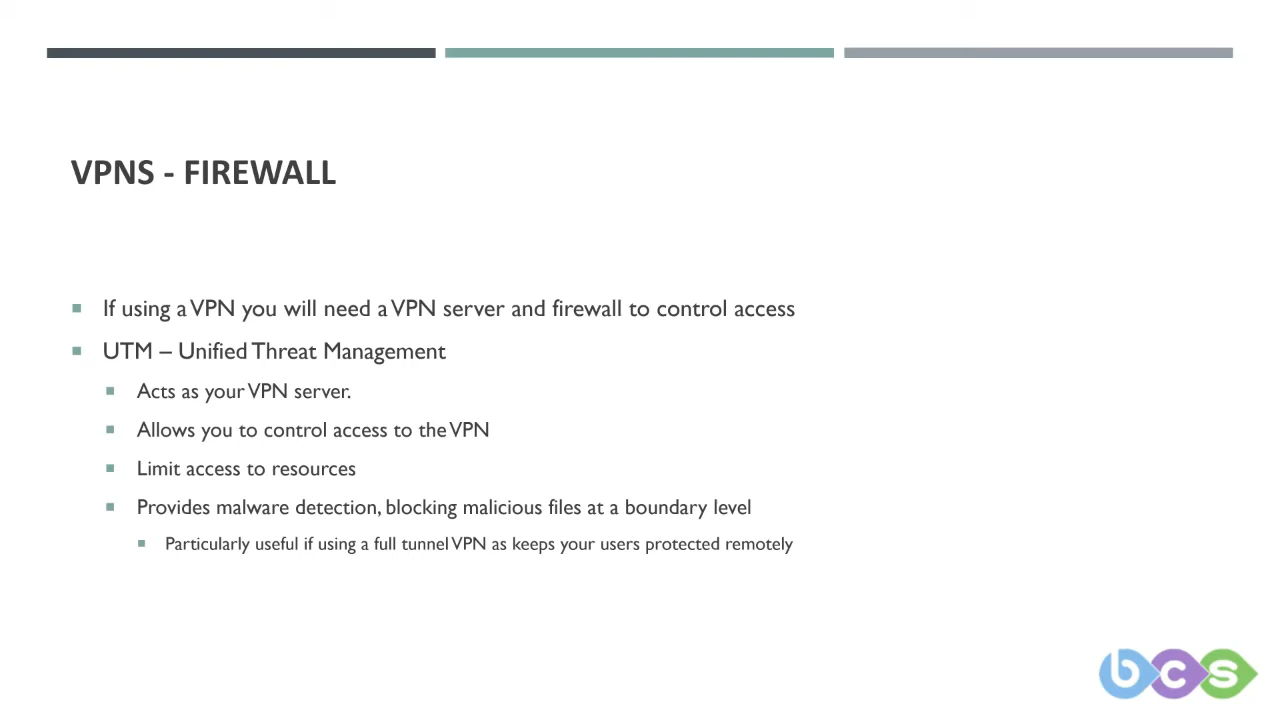 VPNS - FIREWALL
If using a VPN you will need a VPN server and firewall to control access
UTM – Unified Threat Management
Acts as your VPN server.
Allows you to control access to the VPN
Limit access to resources
Provides malware detection, blocking malicious files at a boundary level
Particularly useful if using a full tunnel VPN as keeps your users protected remotely
bcs